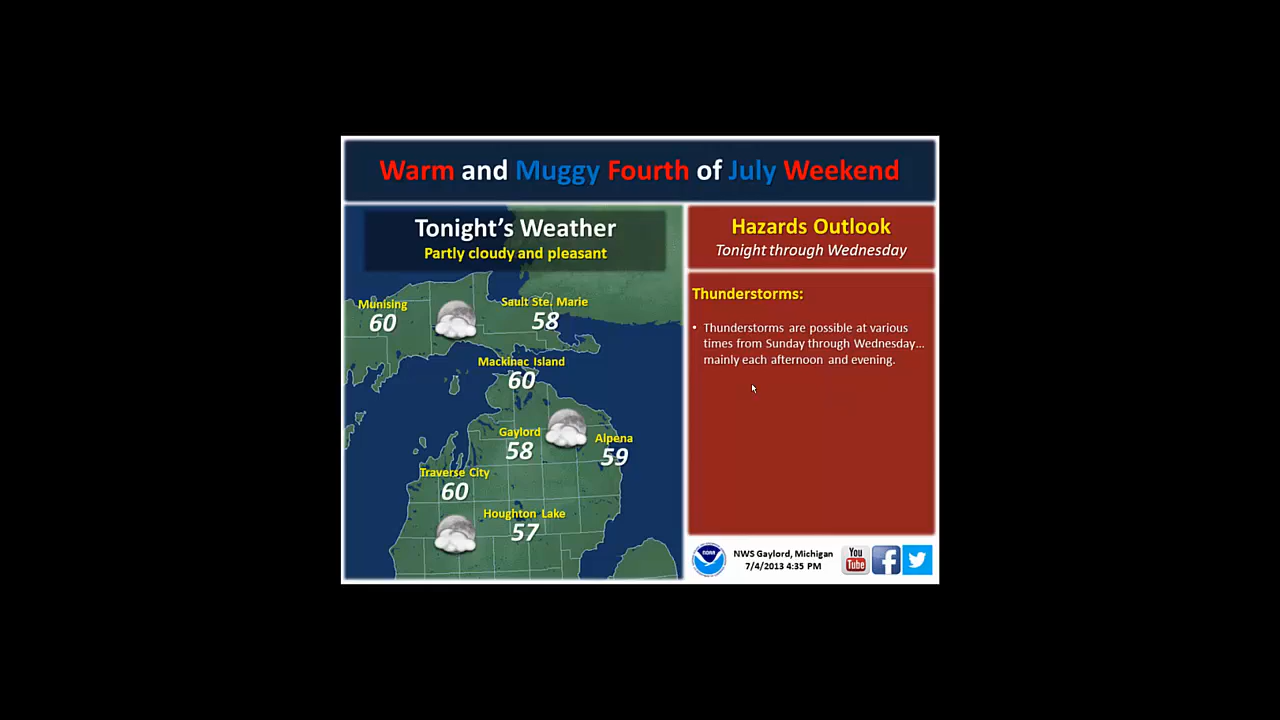 Warm and Muggy Fourth of July Weekend
Tonight's Weather
Partly cloudy and pleasant
Munising
60
Sault Ste. Marie
58
Mackinac Island
60
Gaylord
58
Alpena
59
Traverse City
60
Houghton Lake
57
Hazards Outlook
Tonight through Wednesday
Thunderstorms:
• Thunderstorms are possible at various
times from Sunday through Wednesday...
mainly each afternoon and evening.
NOAA
NWS Gaylord, Michigan
7/4/2013 4:35 PM
You
Tube
f